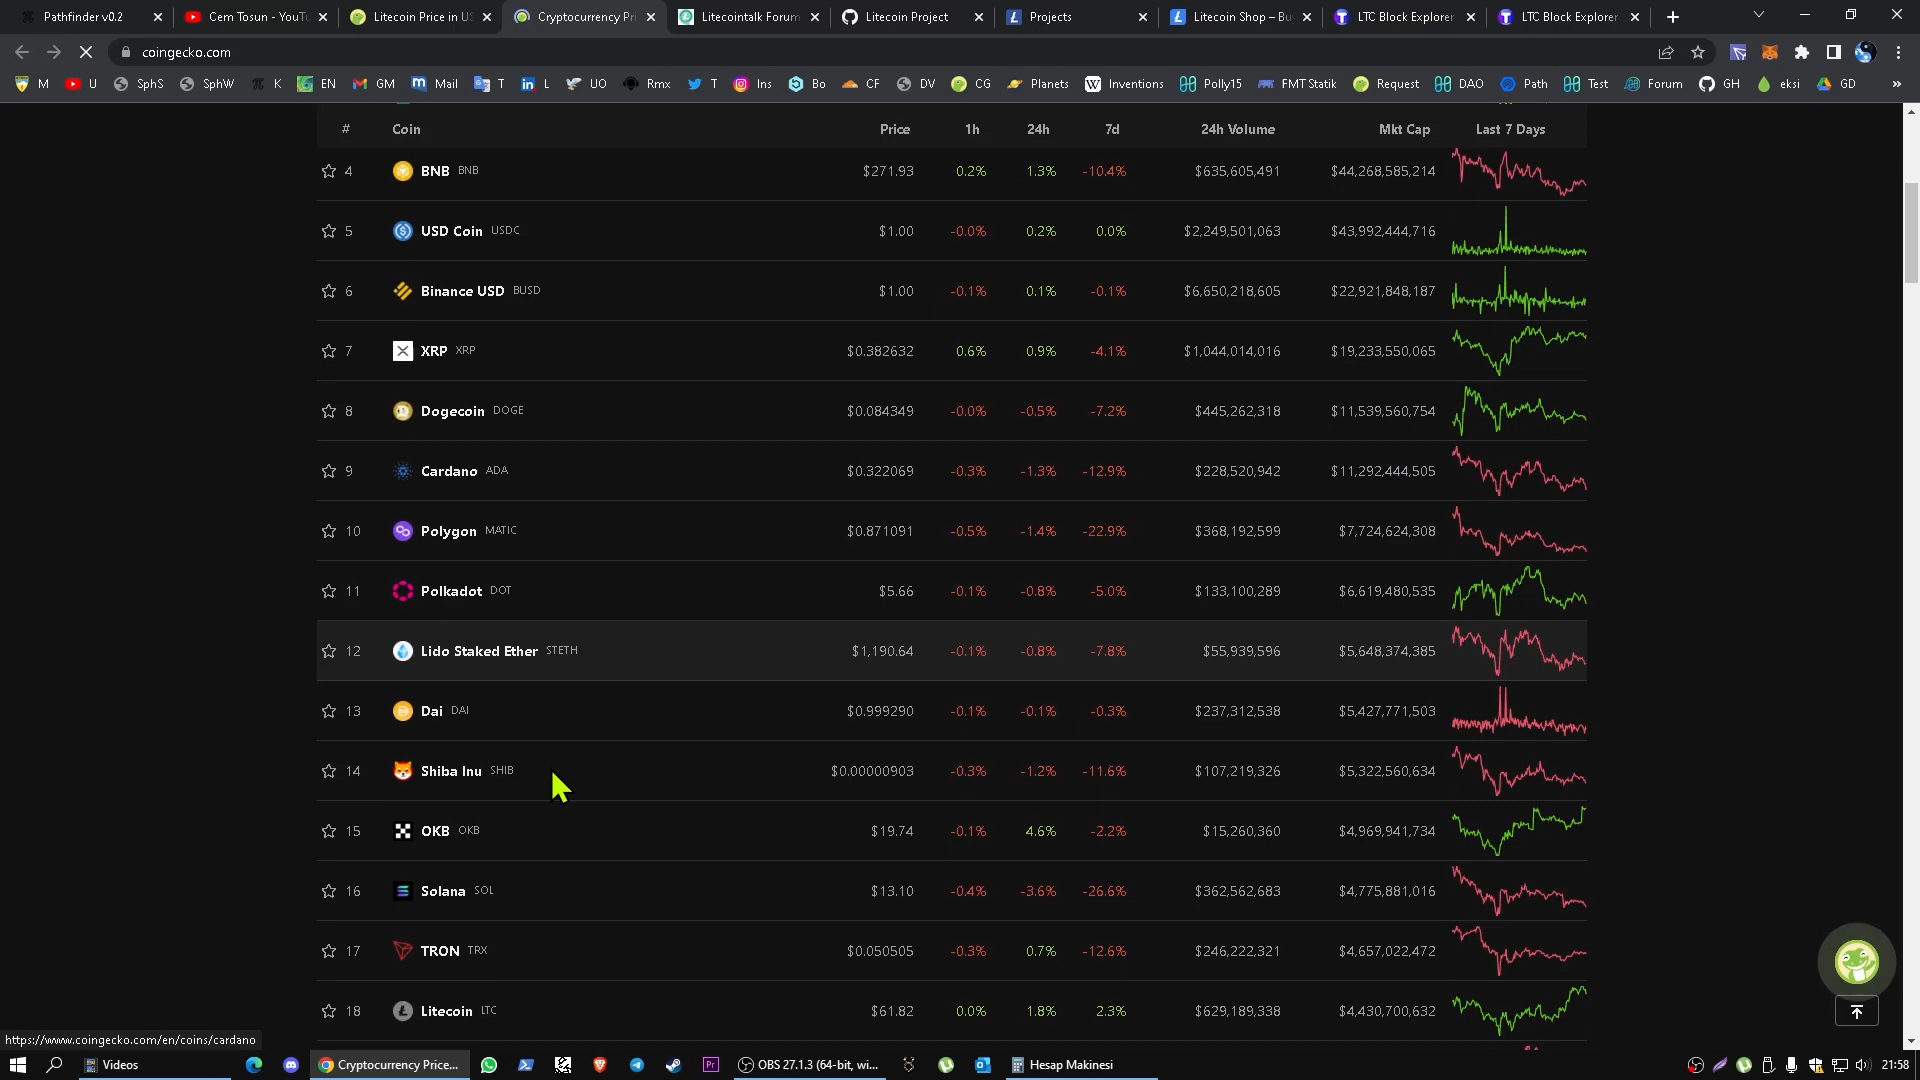 Pathfinder v0.2
Cem Tosun - YouTu
Litecoin Price in US
Cryptocurrency Pri
Litecointalk Forum
Litecoin Project
Projects
Litecoin Shop – Bu
LTC Block Explorer
LTC Block Explorer
coingecko.com
M U SphS SphW K EN GM Mail T L UO Rmx T Ins Bo CF DV CG Planets Inventions Polly15 FMT Statik Request DAO Path Test Forum GH eksi GD »
# Coin Price 1h 24h 7d 24h Volume Mkt Cap Last 7 Days
4 BNB BNB $271.93 0.2% 1.3% -10.4% $635,605,491 $44,268,585,214
5 USD Coin USDC $1.00 -0.0% 0.2% 0.0% $2,249,501,063 $43,992,444,716
6 Binance USD BUSD $1.00 -0.1% 0.1% -0.1% $6,650,218,605 $22,921,848,187
7 XRP XRP $0.382632 0.6% 0.9% -4.1% $1,044,014,016 $19,233,550,065
8 Dogecoin DOGE $0.084349 -0.0% -0.5% -7.2% $445,262,318 $11,539,560,754
9 Cardano ADA $0.322069 -0.3% -1.3% -12.9% $228,520,942 $11,292,444,505
10 Polygon MATIC $0.871091 -0.5% -1.4% -22.9% $368,192,599 $7,724,624,308
11 Polkadot DOT $5.66 -0.1% -0.8% -5.0% $133,100,289 $6,619,480,535
12 Lido Staked Ether STETH $1,190.64 -0.1% -0.8% -7.8% $55,939,596 $5,648,374,385
13 Dai DAI $0.999290 -0.1% -0.1% -0.3% $237,312,538 $5,427,771,503
14 Shiba Inu SHIB $0.00000903 -0.3% -1.2% -11.6% $107,219,326 $5,322,560,634
15 OKB OKB $19.74 -0.1% 4.6% -2.2% $15,260,360 $4,969,941,734
16 Solana SOL $13.10 -0.4% -3.6% -26.6% $362,562,683 $4,775,881,016
17 TRON TRX $0.050505 -0.3% 0.7% -12.6% $246,222,321 $4,657,022,472
18 Litecoin LTC $61.82 0.0% 1.8% 2.3% $629,189,338 $4,430,700,632
https://www.coingecko.com/en/coins/cardano
Videos
Cryptocurrency Price...
OBS 27.1.3 (64-bit, wi...
Hesap Makinesi
21:58